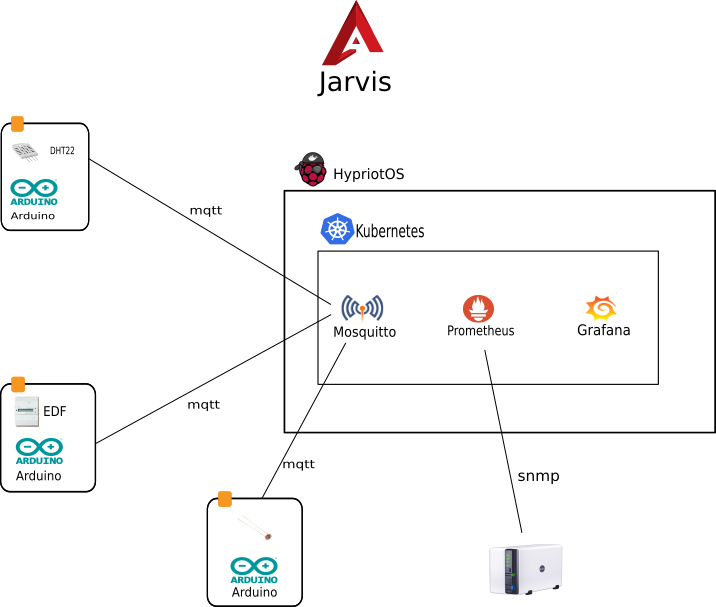 Jarvis
HypriotOS
DHT22
ARDUINO
Arduino
mqtt
Kubernetes
Mosquitto
Prometheus
Grafana
EDF
ARDUINO
Arduino
mqtt
mqtt
snmp
ARDUINO
Arduino